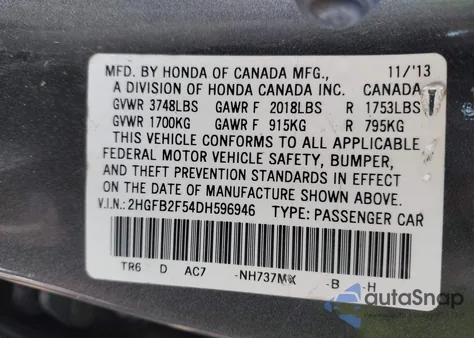 MFD. BY HONDA OF CANADA MFG., 11/'13
A DIVISION OF HONDA CANADA INC. CANADA
GVWR 3748LBS GAWR F 2018LBS R 1753LBS
GVWR 1700KG GAWR F 915KG R 795KG
THIS VEHICLE CONFORMS TO ALL APPLICABLE
FEDERAL MOTOR VEHICLE SAFETY, BUMPER,
AND THEFT PREVENTION STANDARDS IN EFFECT
ON THE DATE OF MANUFACTURE SHOWN ABOVE.
V.I.N.: 2HGFB2F54DH596946 TYPE: PASSENGER CAR
TR6 D AC7 -NH737MX -B -H
autoSnap